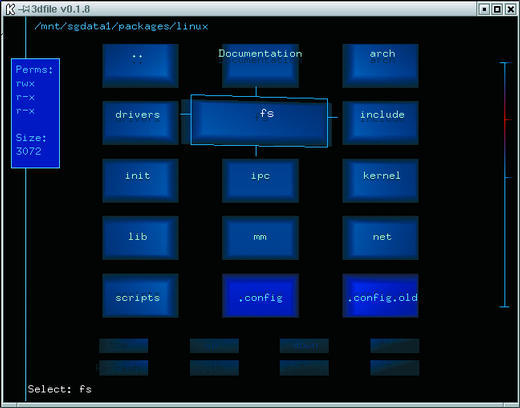 3dfile v0.1.8
/mnt/sgdata1/packages/linux
Perms:
rwx
r-x
r-x
Size:
3072
.. Documentation arch
drivers fs include
init ipc kernel
lib mm net
scripts .config .config.old
Select: fs